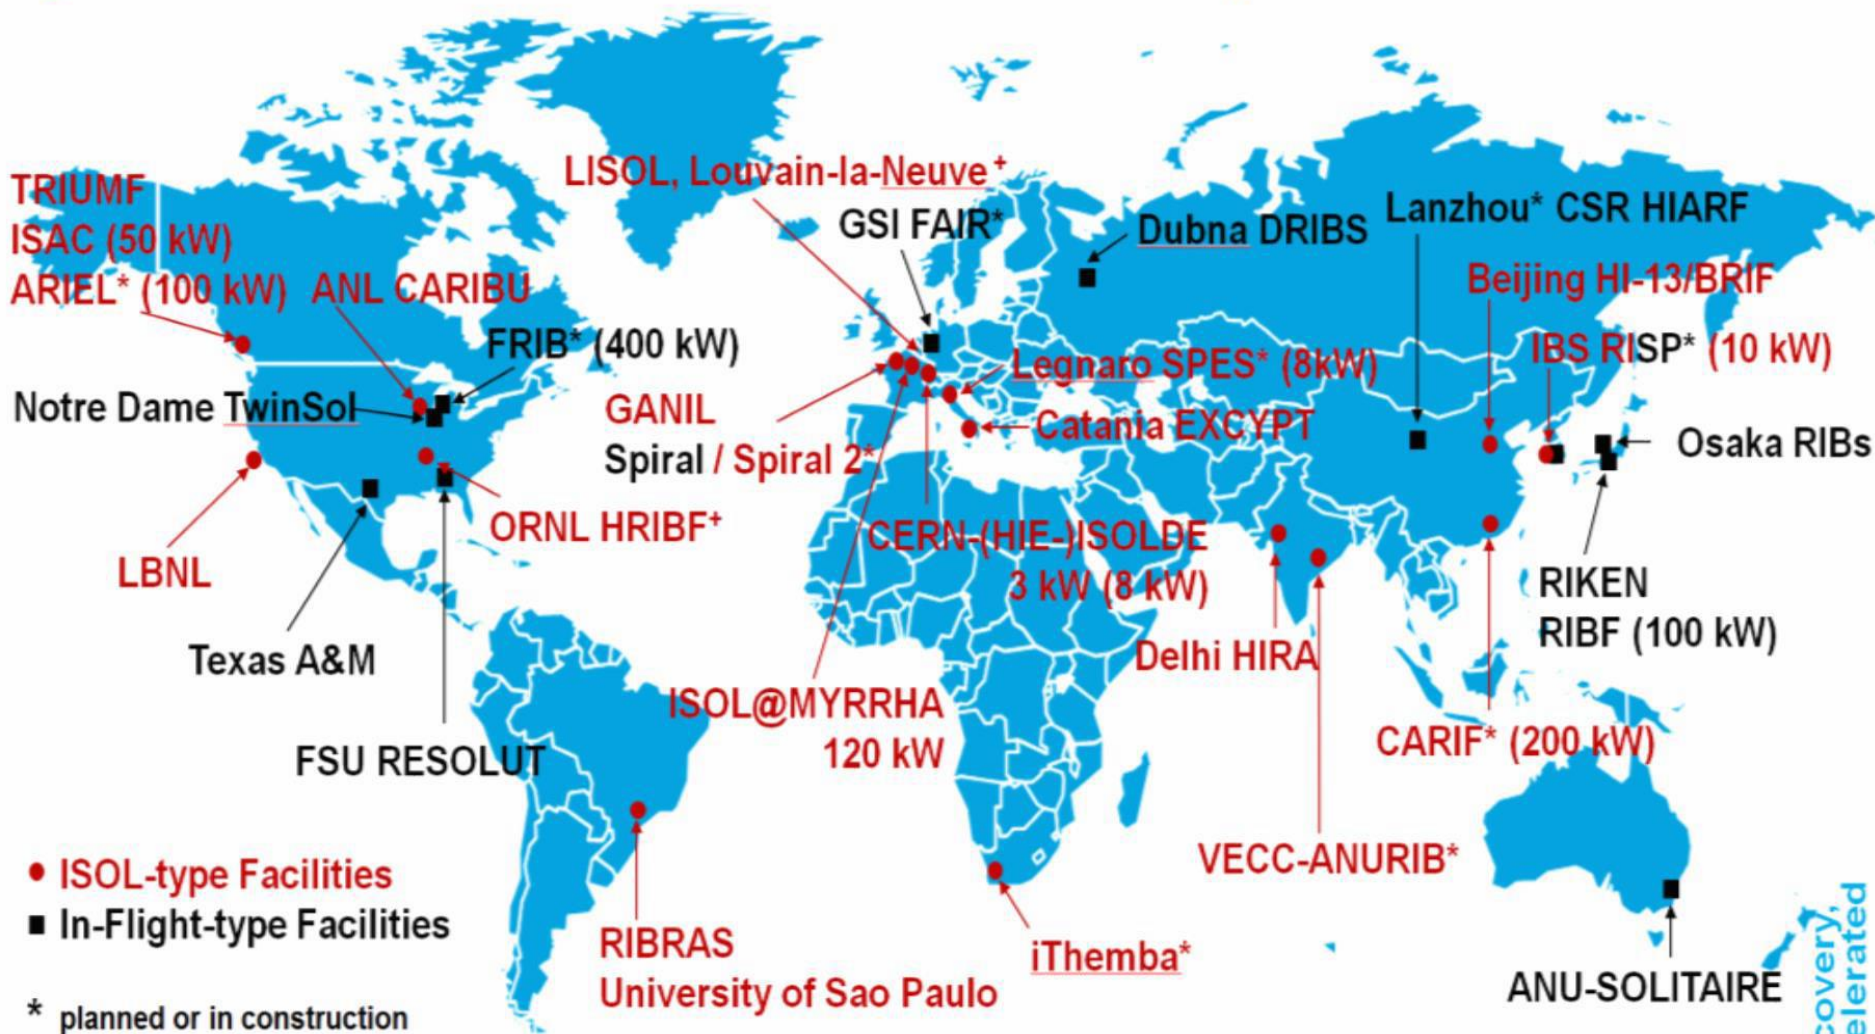 TRIUMF
ISAC (50 kW)
ARIEL* (100 kW)
ANL CARIBU
FRIB* (400 kW)
Notre Dame TwinSol
LBNL
Texas A&M
ORNL HRIBF+
FSU RESOLUT
LISOL, Louvain-la-Neuve+
GSI FAIR*
Dubna DRIBS
Lanzhou* CSR HIARF
Beijing HI-13/BRIF
IBS RISP* (10 kW)
Legnaro SPES* (8kW)
GANIL
Spiral / Spiral 2*
Catania EXCYPT
Osaka RIBs
CERN-(HIE-)ISOLDE
3 kW (8 kW)
RIKEN
RIBF (100 kW)
Delhi HIRA
ISOL@MYRRHA
120 kW
CARIF* (200 kW)
VECC-ANURIB*
RIBRAS
University of Sao Paulo
iThemba*
ANU-SOLITAIRE
ISOL-type Facilities
In-Flight-type Facilities
* planned or in construction